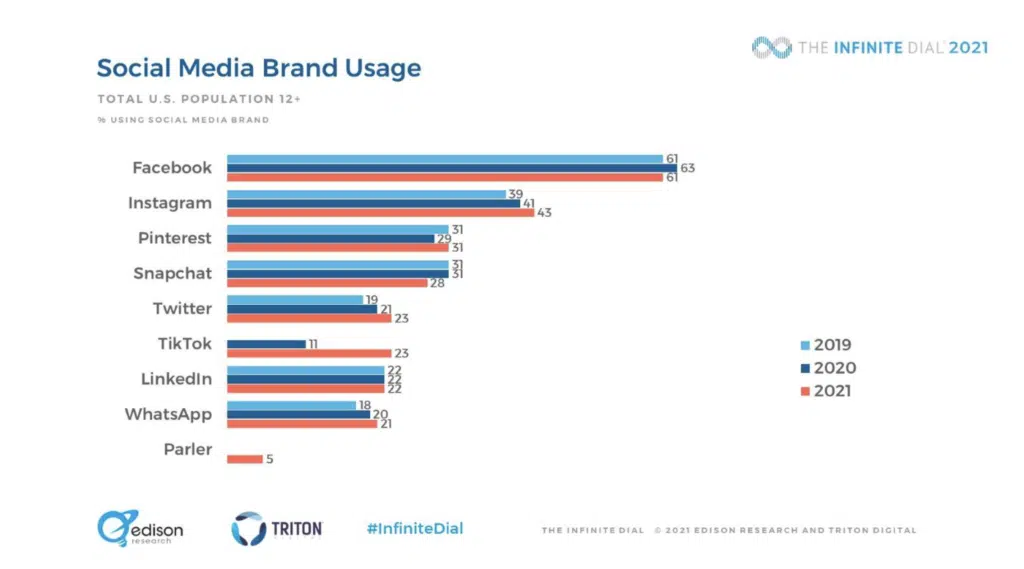 THE INFINITE DIAL 2021
Social Media Brand Usage
TOTAL U.S. POPULATION 12+
% USING SOCIAL MEDIA BRAND
Facebook
61
63
61
Instagram
39
41
43
Pinterest
31
29
31
Snapchat
31
31
28
Twitter
19
21
23
TikTok
11
23
LinkedIn
22
22
22
WhatsApp
18
20
21
Parler
5
2019
2020
2021
edison
research
TRITON
#InfiniteDial
THE INFINITE DIAL © 2021 EDISON RESEARCH AND TRITON DIGITAL